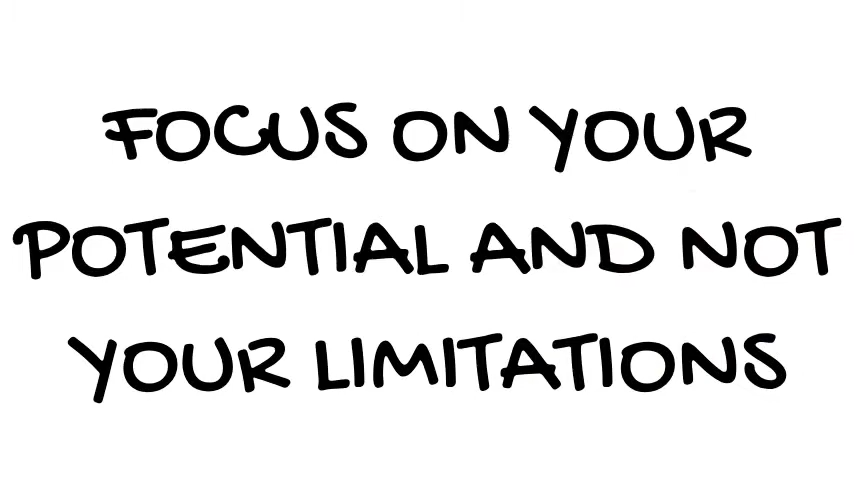 FOCUS ON YOUR
POTENTIAL AND NOT
YOUR LIMITATIONS